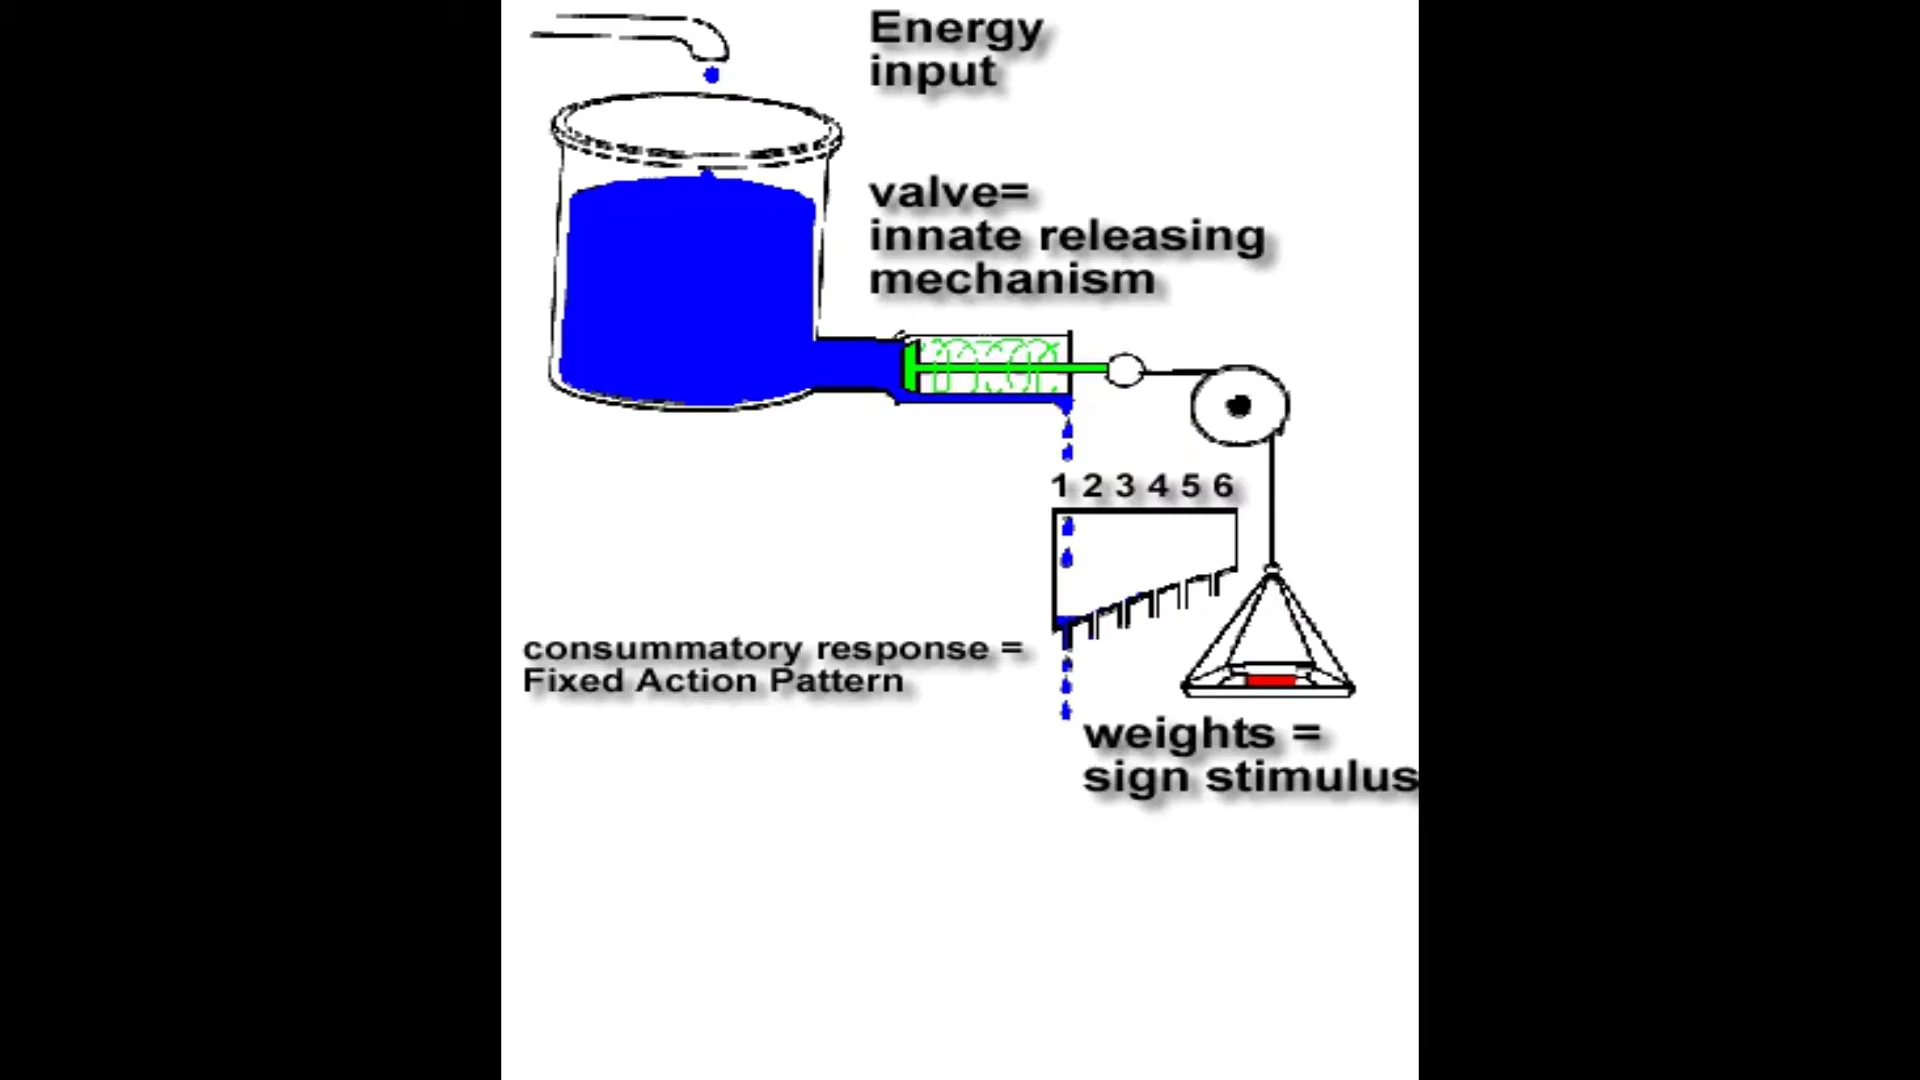 Energy
input
valve=
innate releasing
mechanism
1 2 3 4 5 6
consummatory response =
Fixed Action Pattern
weights =
sign stimulus